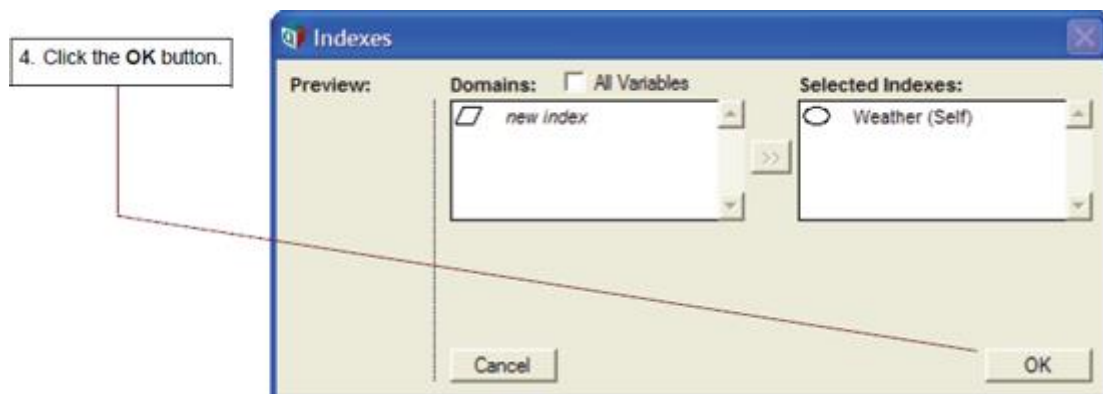 4. Click the OK button.
Indexes
Preview:
Domains:
All Variables
Selected Indexes:
new index
Weather (Self)
>>
Cancel
OK